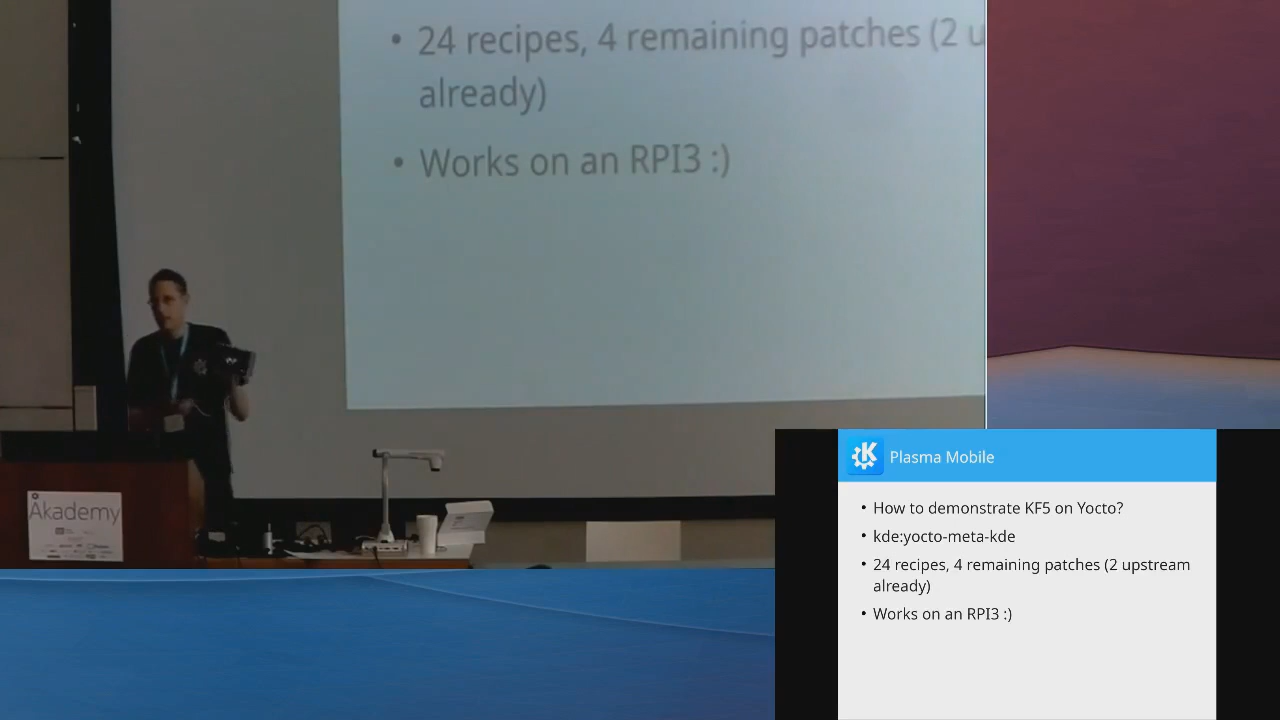 24 recipes, 4 remaining patches (2 u
already)
Works on an RPI3 :)
Akademy
Plasma Mobile
How to demonstrate KF5 on Yocto?
kde:yocto-meta-kde
24 recipes, 4 remaining patches (2 upstream
already)
Works on an RPI3 :)